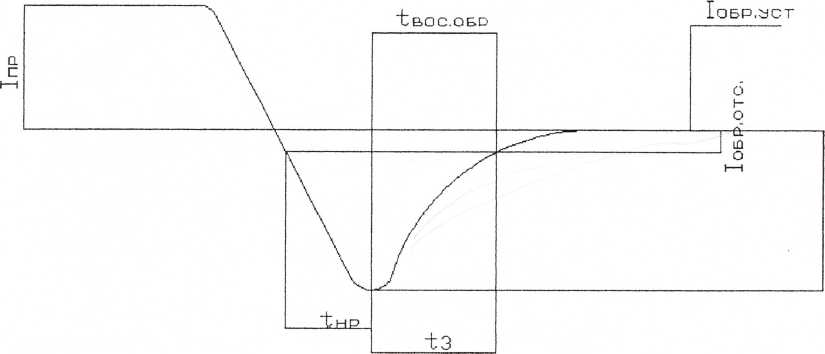 tвос.обр
Iобр.уст
Iпр
Iобр.отс.
tнр
tз